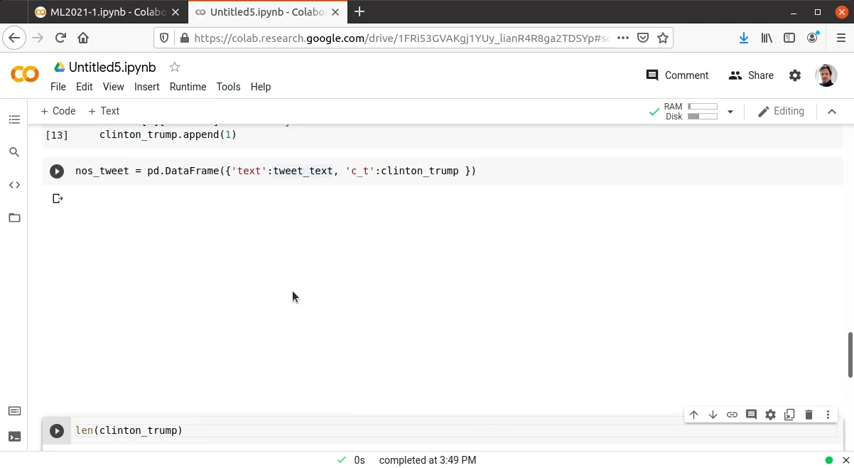 ML2021-1.ipynb - Colabo
Untitled5.ipynb - Colabo
https://colab.research.google.com/drive/1FRi53GVAKgj1YUy_lianR4R8ga2TDSYp#sc
Untitled5.ipynb
Comment
Share
File Edit View Insert Runtime Tools Help
+ Code + Text
RAM
Disk
Editing
[13] clinton_trump.append(1)
nos_tweet = pd.DataFrame({'text':tweet_text, 'c_t':clinton_trump })
len(clinton_trump)
0s completed at 3:49 PM